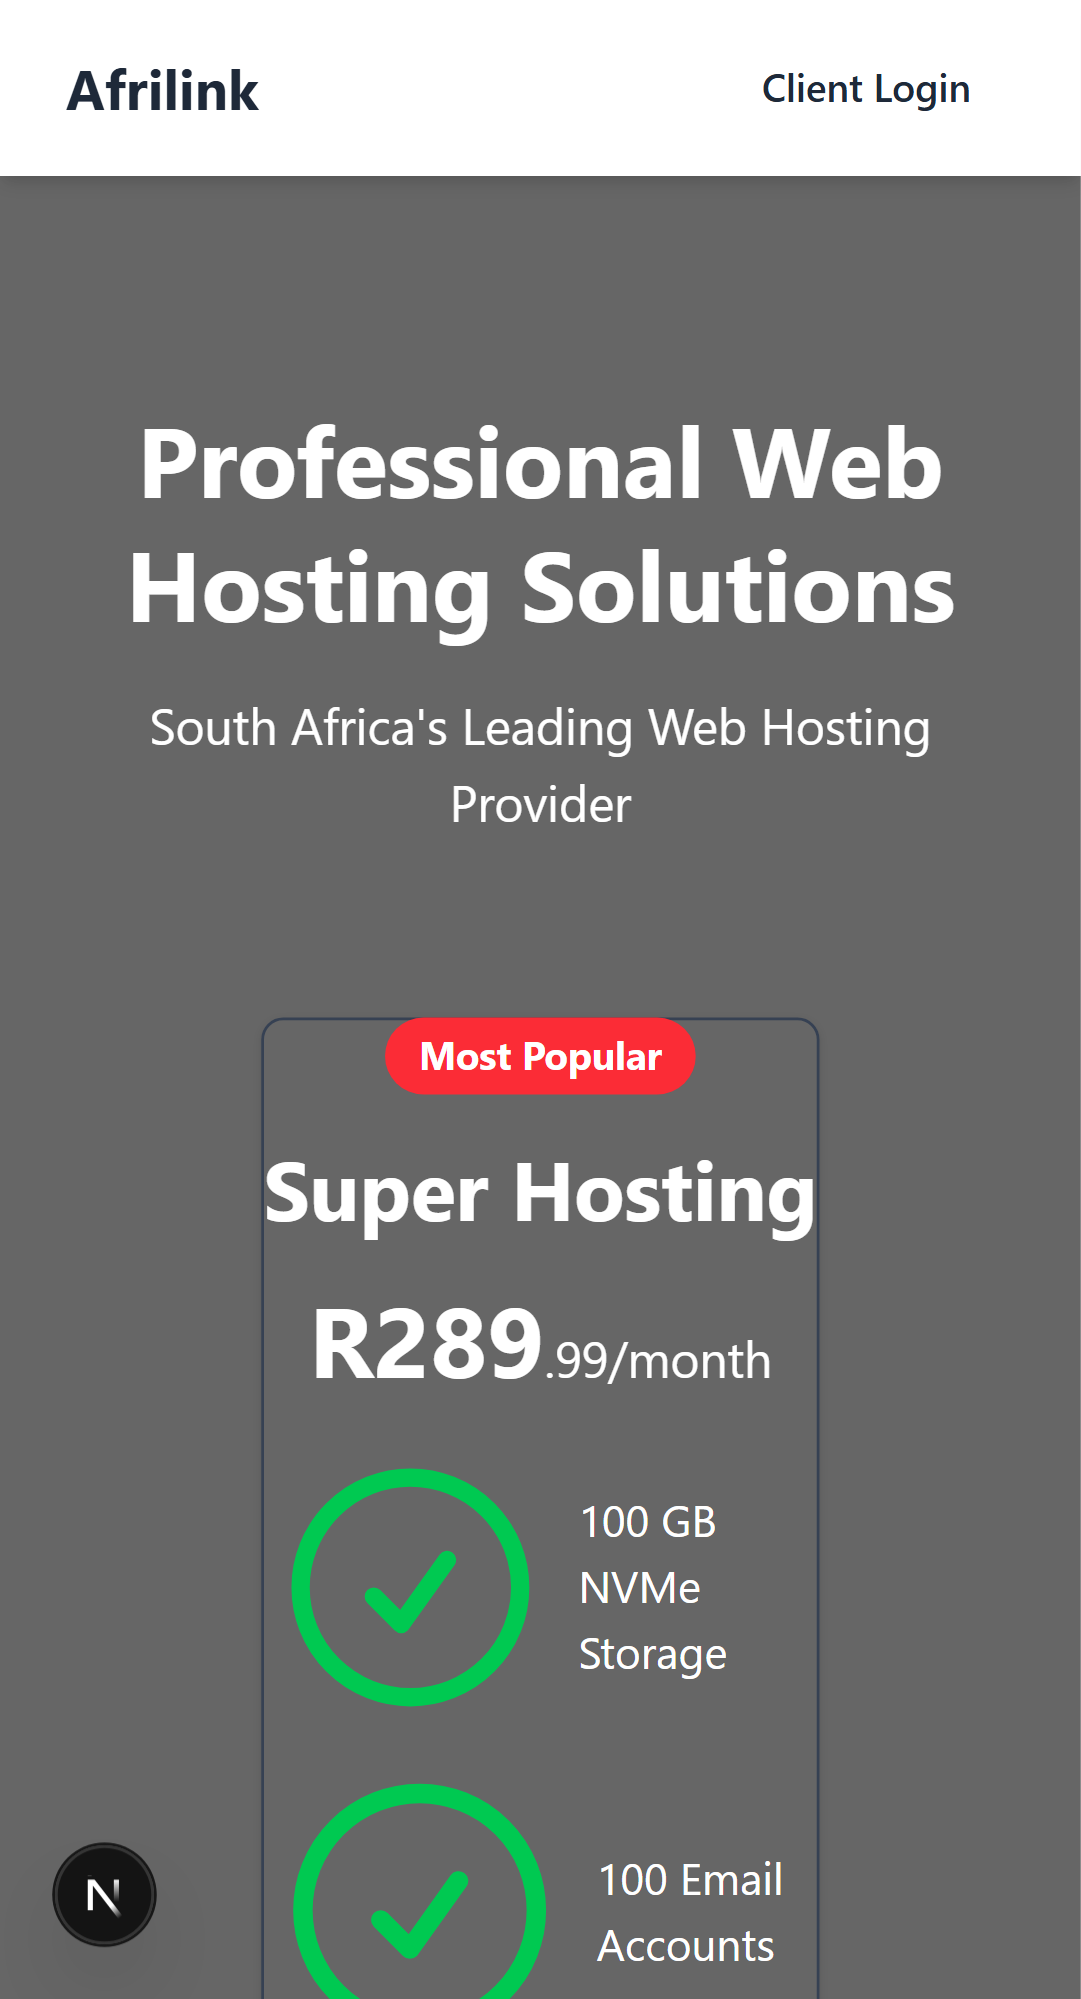 Afrilink
Client Login
Professional Web
Hosting Solutions
South Africa's Leading Web Hosting
Provider
Most Popular
Super Hosting
R289.99/month
100 GB
NVMe
Storage
100 Email
Accounts
N